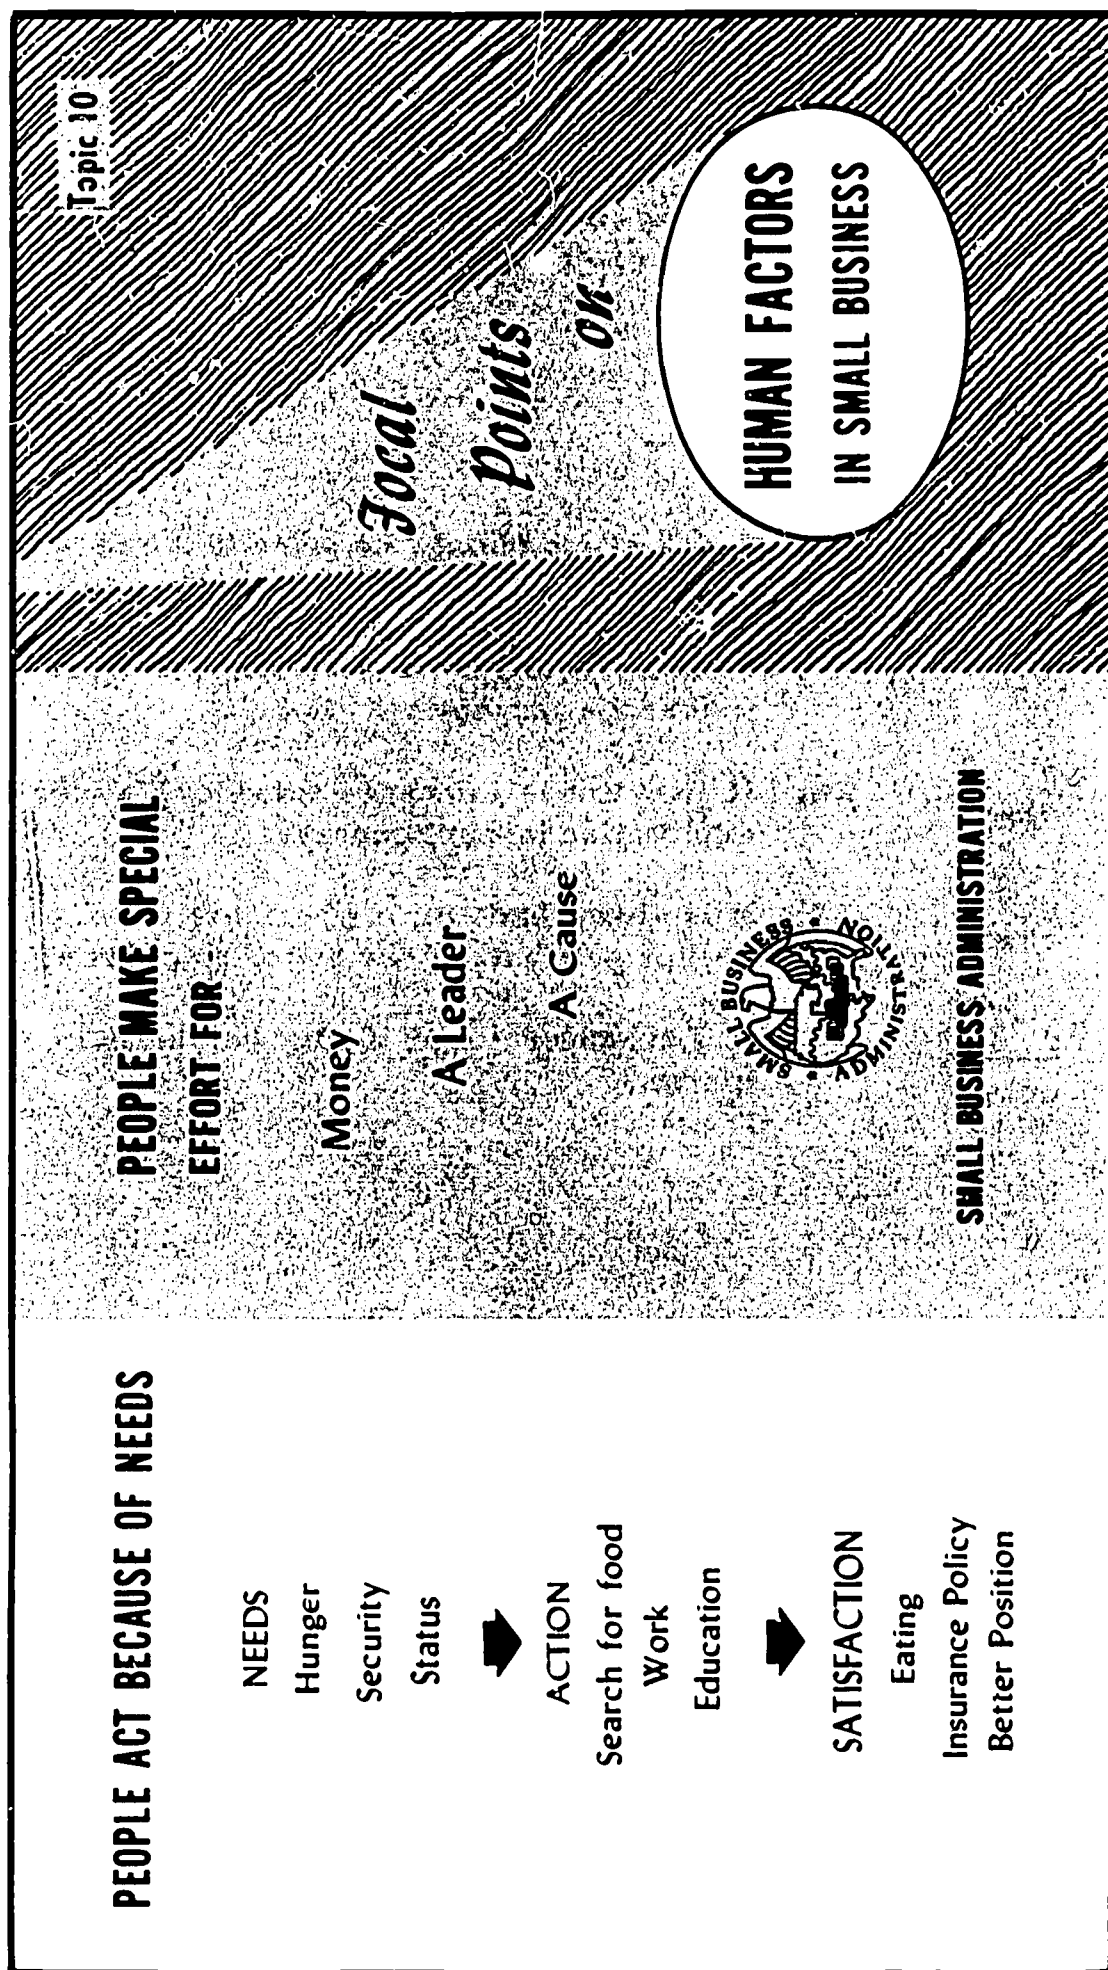 PEOPLE ACT BECAUSE OF NEEDS
NEEDS
Hunger
Security
Status
ACTION
Search for food
Work
Education
SATISFACTION
Eating
Insurance Policy
Better Position
PEOPLE MAKE SPECIAL
EFFORT FOR -
Money
A Leader
A Cause
SMALL BUSINESS
ADMINISTRATION
SMALL BUSINESS ADMINISTRATION
Topic 10
Focal
Points
on
HUMAN FACTORS
IN SMALL BUSINESS